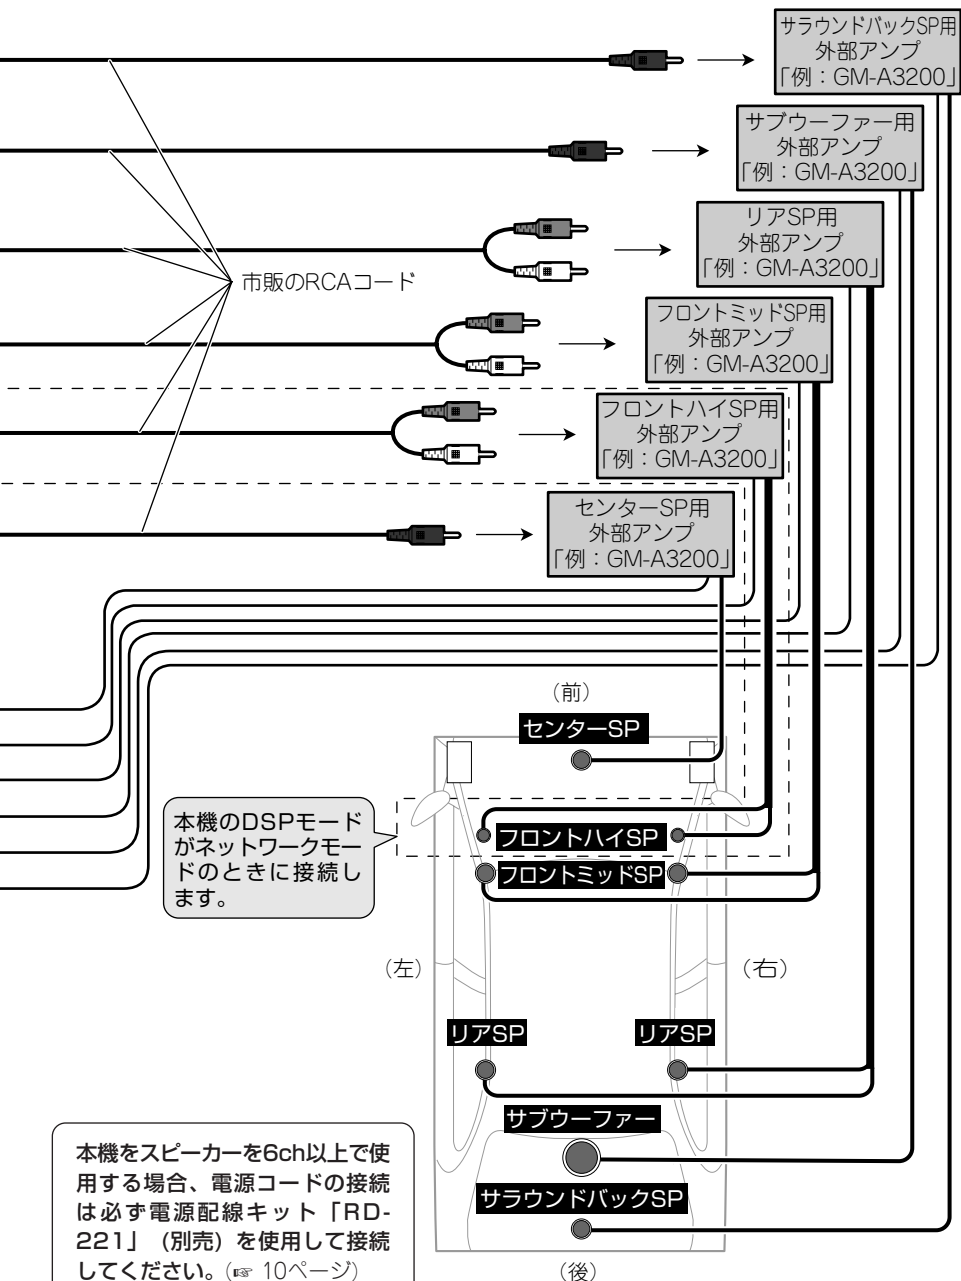 サラウンドバックSP用
外部アンプ
「例：GM-A3200」
サブウーファー用
外部アンプ
「例：GM-A3200」
リアSP用
外部アンプ
「例：GM-A3200」
市販のRCAコード
フロントミッドSP用
外部アンプ
「例：GM-A3200」
フロントハイSP用
外部アンプ
「例：GM-A3200」
センターSP用
外部アンプ
「例：GM-A3200」
（前）
センターSP
本機のDSPモード
がネットワークモー
ドのときに接続し
ます。
フロントハイSP
フロントミッドSP
（左）
（右）
リアSP
リアSP
サブウーファー
サラウンドバックSP
本機をスピーカーを6ch以上で使
用する場合、電源コードの接続
は必ず電源配線キット「RD-
221」（別売）を使用して接続
してください。（☞ 10ページ）
（後）